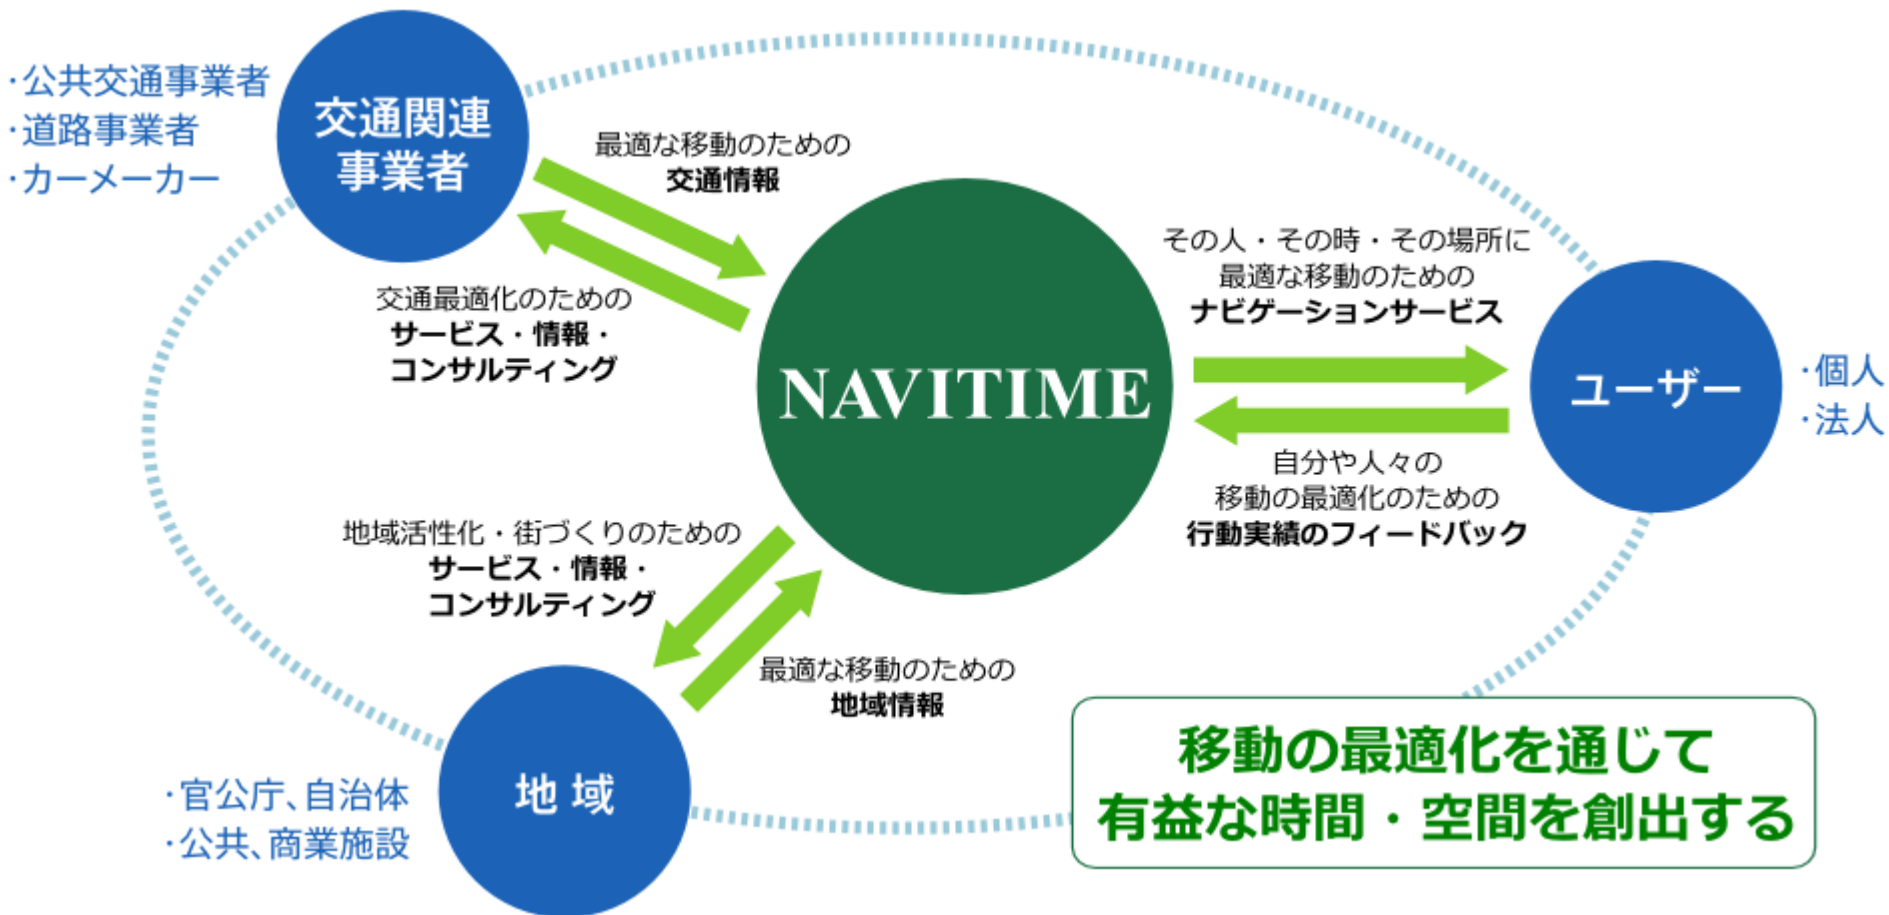 ・公共交通事業者
・道路事業者
・カーメーカー
交通関連
事業者
最適な移動のための
交通情報
交通最適化のための
サービス・情報・
コンサルティング
NAVITIME
その人・その時・その場所に
最適な移動のための
ナビゲーションサービス
ユーザー
・個人
・法人
自分や人々の
移動の最適化のための
行動実績のフィードバック
地域活性化・街づくりのための
サービス・情報・
コンサルティング
最適な移動のための
地域情報
地 域
・官公庁、自治体
・公共、商業施設
移動の最適化を通じて
有益な時間・空間を創出する